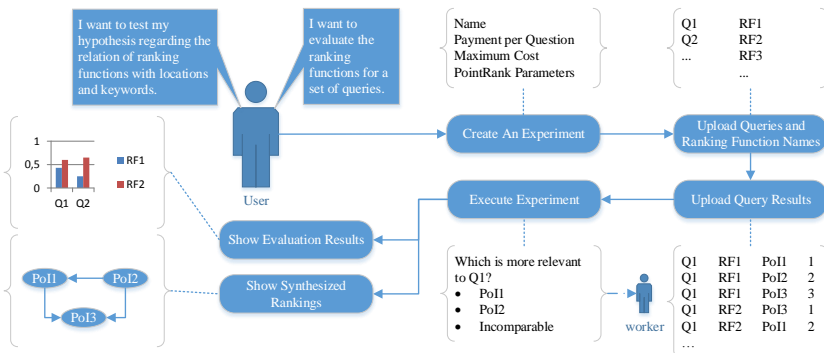 I want to test my
hypothesis regarding the
relation of ranking
functions with locations
and keywords.
I want to
evaluate the
ranking
functions for a
set of queries.
Name
Payment per Question
Maximum Cost
PointRank Parameters
Q1 RF1
Q2 RF2
... RF3
...
User
Create An Experiment
Upload Queries and
Ranking Function Names
1
0,5
0
Q1 Q2
RF1
RF2
Execute Experiment
Upload Query Results
Show Evaluation Results
Show Synthesized
Rankings
PoI1 PoI2
PoI3
Which is more relevant
to Q1?
• PoI1
• PoI2
• Incomparable
worker
Q1 RF1 PoI1 1
Q1 RF1 PoI2 2
Q1 RF1 PoI3 3
Q1 RF2 PoI3 1
Q1 RF2 PoI1 2
...